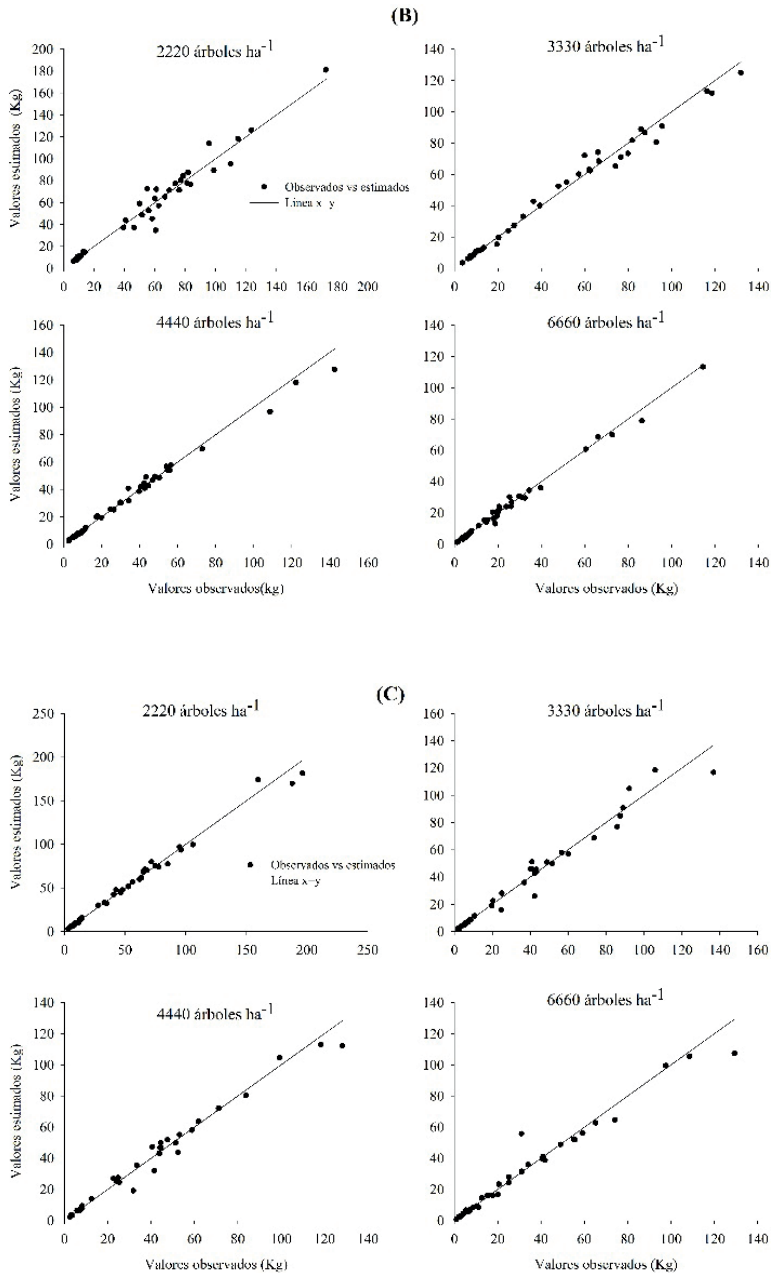 (B)
2220 árboles ha-1
Valores estimados (Kg)
200
180
160
140
120
100
80
60
40
20
0
0 20 40 60 80 100 120 140 160 180 200
Observados vs estimados
Línea x–y
3330 árboles ha-1
140
120
100
80
60
40
20
0
0 20 40 60 80 100 120 140
4440 árboles ha-1
Valores estimados (Kg)
160
140
120
100
80
60
40
20
0
0 20 40 60 80 100 120 140 160
Valores observados(kg)
6660 árboles ha-1
140
120
100
80
60
40
20
0
0 20 40 60 80 100 120 140
Valores observados (Kg)
(C)
2220 árboles ha-1
Valores estimados (Kg)
250
200
150
100
50
0
0 50 100 150 200 250
Observados vs estimados
Línea x–y
3330 árboles ha-1
160
140
120
100
80
60
40
20
0
0 20 40 60 80 100 120 140
4440 árboles ha-1
Valores estimados (Kg)
140
120
100
80
60
40
20
0
0 20 40 60 80 100 120 140
Valores observados (Kg)
6660 árboles ha-1
140
120
100
80
60
40
20
0
0 20 40 60 80 100 120 140
Valores observados (Kg)